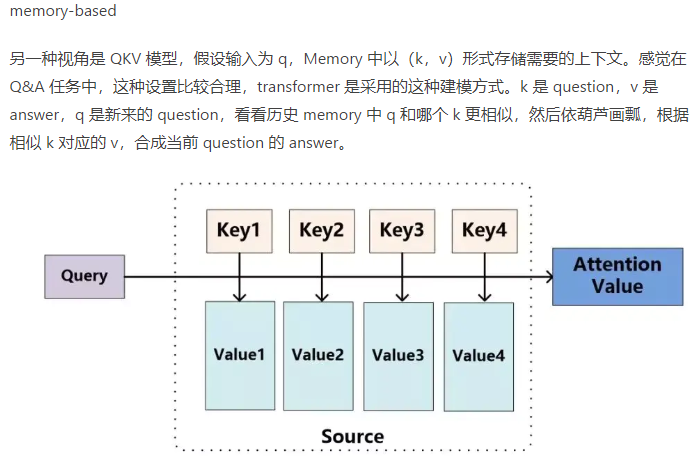 memory-based
另一种视角是 QKV 模型，假设输入为 q，Memory 中以（k，v）形式存储需要的上下文。感觉在
Q&A 任务中，这种设置比较合理，transformer 是采用的这种建模方式。k 是 question，v 是
answer，q 是新来的 question，看看历史 memory 中 q 和哪个 k 更相似，然后依葫芦画瓢，根据
相似 k 对应的 v，合成当前 question 的 answer。
Key1 Key2 Key3 Key4
Query
Attention
Value
Value1 Value2 Value3 Value4
Source